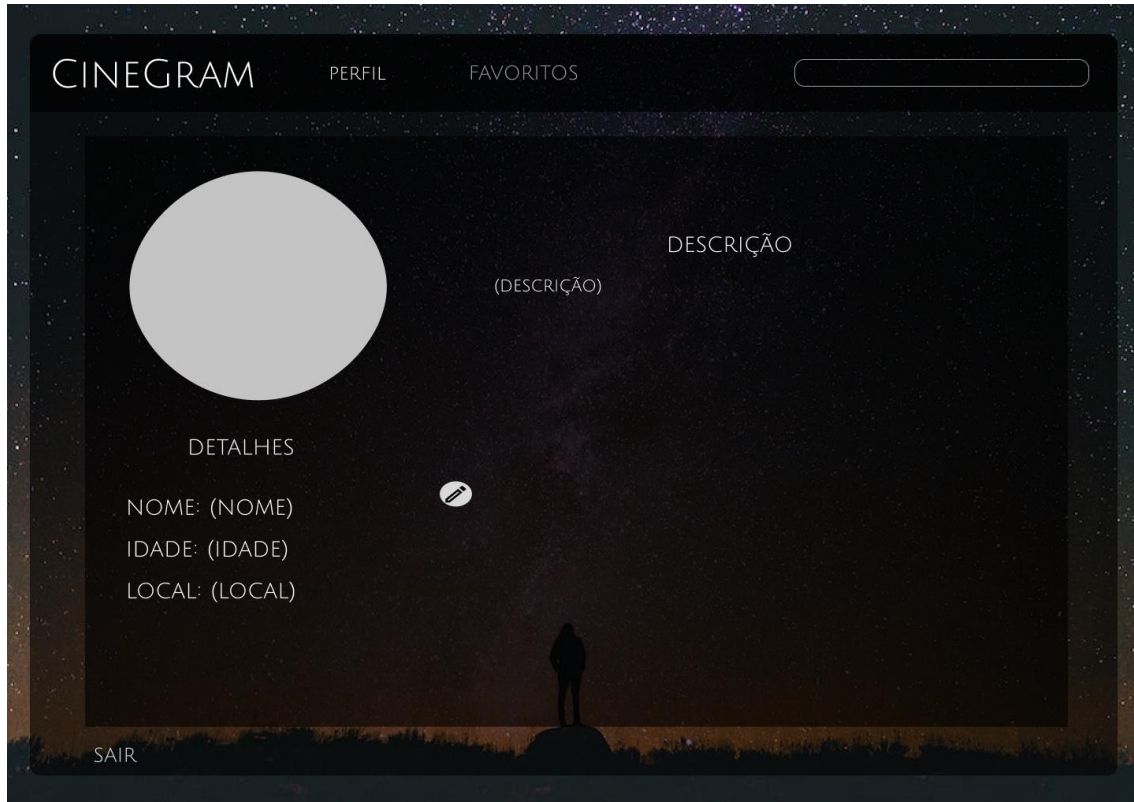 CineGram
PERFIL
FAVORITOS
DESCRIÇÃO
(DESCRIÇÃO)
DETALHES
NOME: (NOME)
IDADE: (IDADE)
LOCAL: (LOCAL)
SAIR